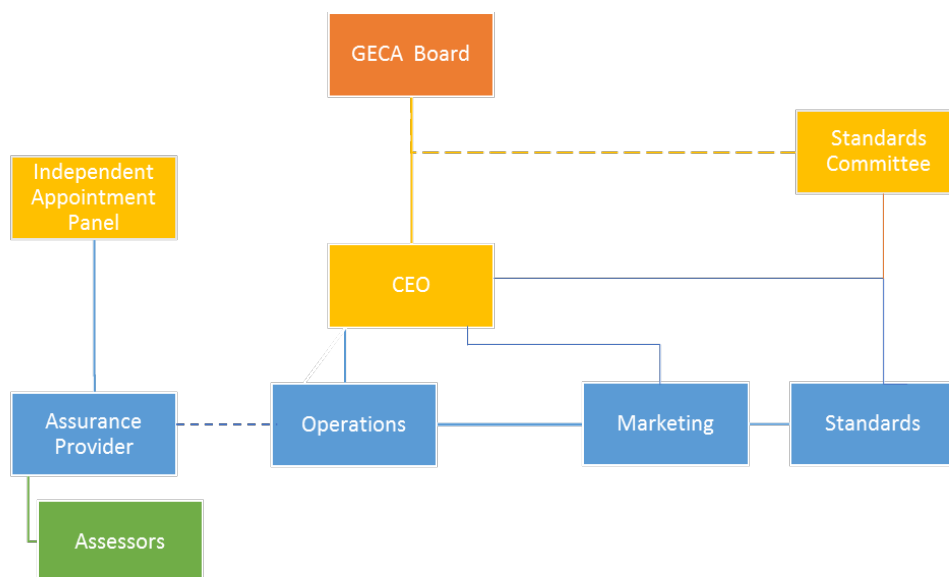 GECA Board
Standards
Committee
Independent
Appointment
Panel
CEO
Assurance
Provider
Operations
Marketing
Standards
Assessors